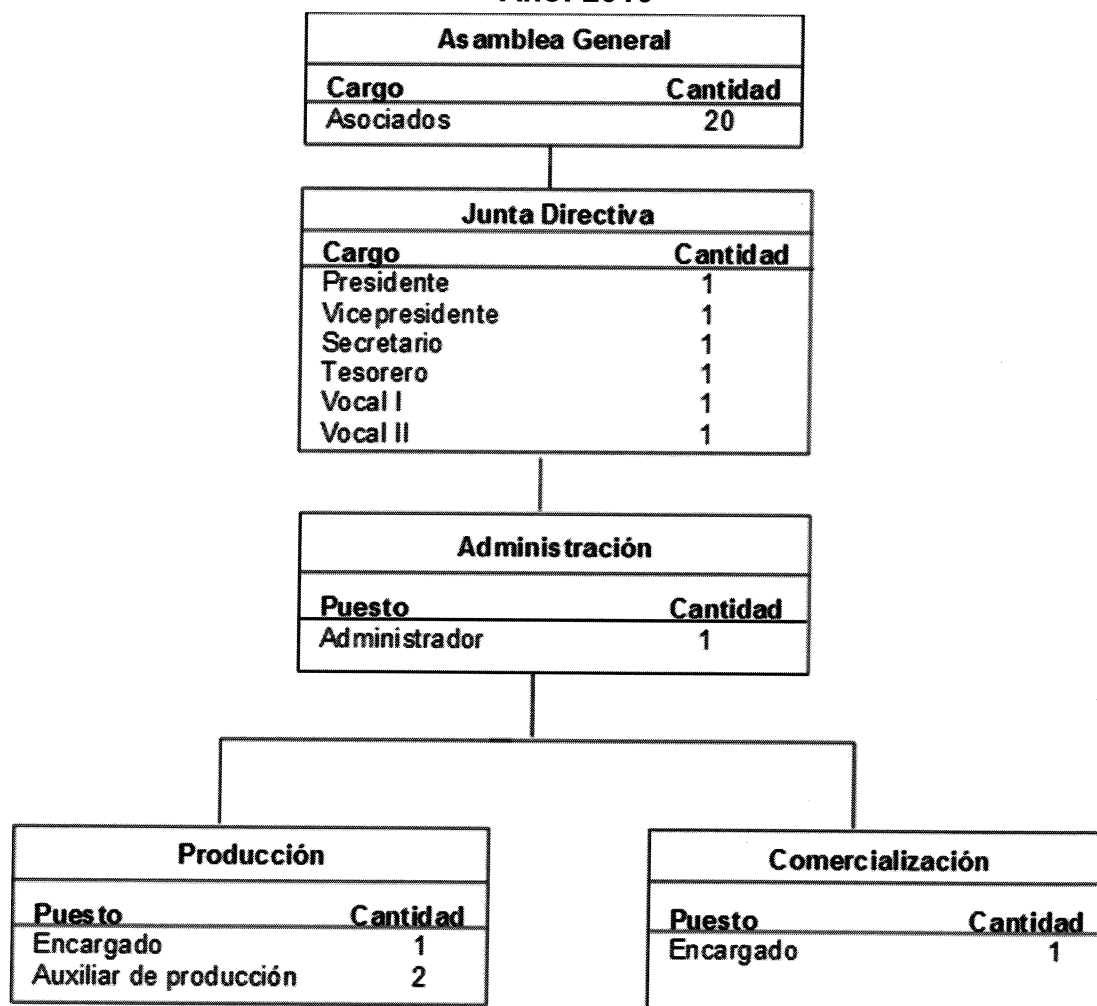 Asamblea General
Cargo Cantidad
Asociados 20
Junta Directiva
Cargo Cantidad
Presidente 1
Vicepresidente 1
Secretario 1
Tesorero 1
Vocal I 1
Vocal II 1
Administración
Puesto Cantidad
Administrador 1
Producción
Puesto Cantidad
Encargado 1
Auxiliar de producción 2
Comercialización
Puesto Cantidad
Encargado 1